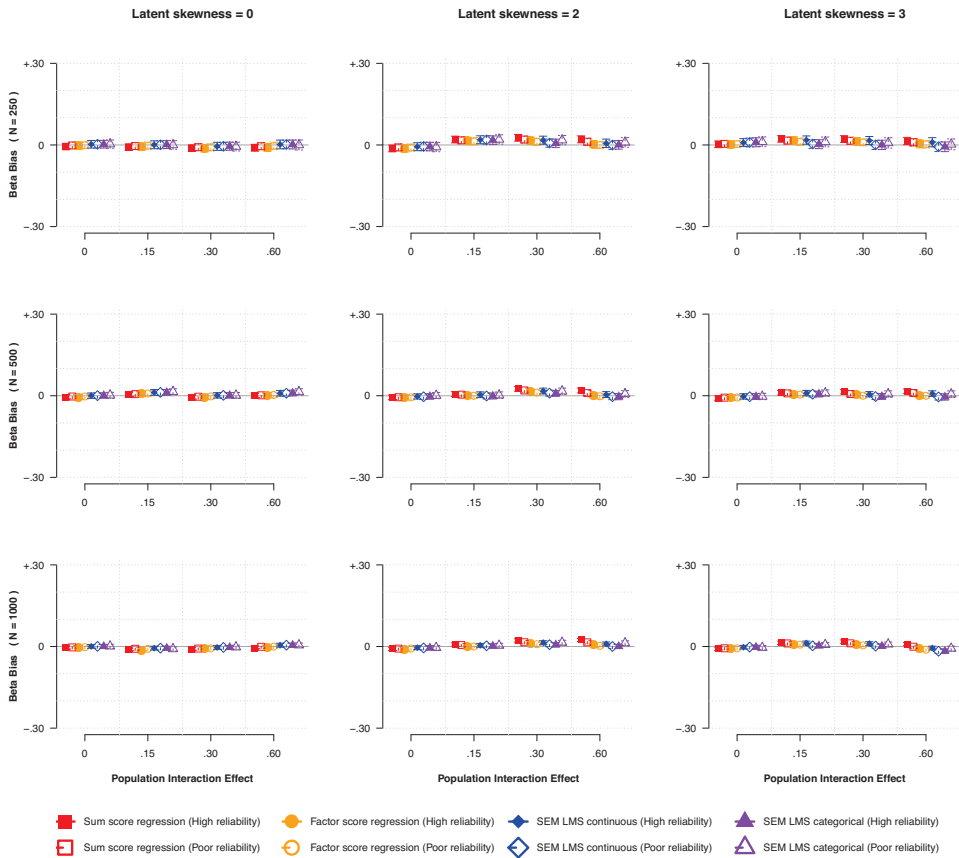 Latent skewness = 0 Latent skewness = 2 Latent skewness = 3
Beta Bias ( N = 250)
+.30 +.30 +.30
0 0 0
−.30 −.30 −.30
0 .15 .30 .60 0 .15 .30 .60 0 .15 .30 .60
Beta Bias ( N = 500)
+.30 +.30 +.30
0 0 0
−.30 −.30 −.30
0 .15 .30 .60 0 .15 .30 .60 0 .15 .30 .60
Beta Bias ( N = 1000)
+.30 +.30 +.30
0 0 0
−.30 −.30 −.30
0 .15 .30 .60 0 .15 .30 .60 0 .15 .30 .60
Population Interaction Effect Population Interaction Effect Population Interaction Effect
Sum score regression (High reliability) Factor score regression (High reliability) SEM LMS continuous (High reliability) SEM LMS categorical (High reliability)
Sum score regression (Poor reliability) Factor score regression (Poor reliability) SEM LMS continuous (Poor reliability) SEM LMS categorical (Poor reliability)